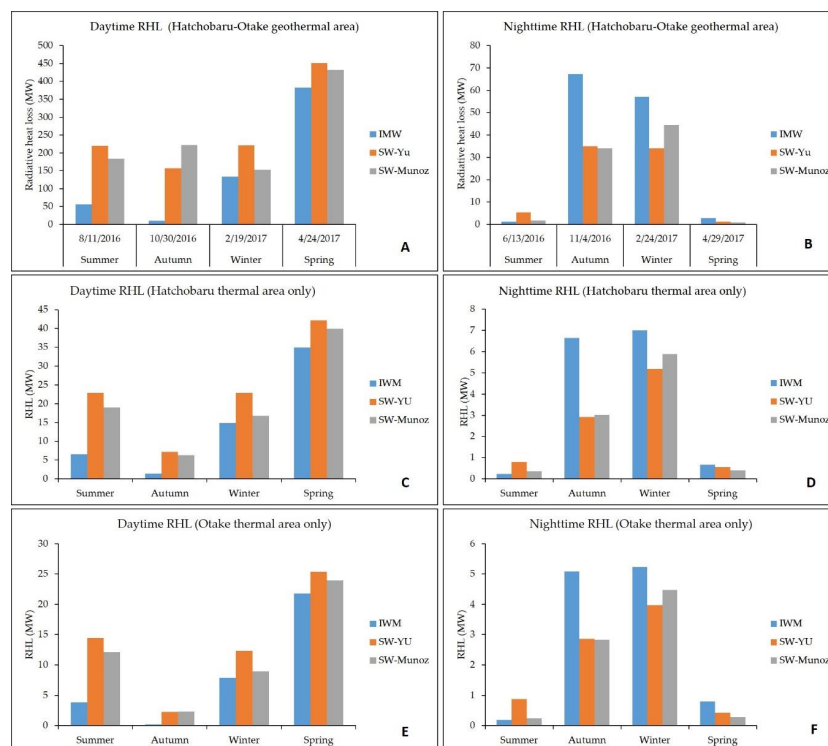 Daytime RHL (Hatchobaru-Otake geothermal area)
Radiative heat loss (MW)
500
450
400
350
300
250
200
150
100
50
0
IMW
SW-Yu
SW-Munoz
8/11/2016
10/30/2016
2/19/2017
4/24/2017
Summer
Autumn
Winter
Spring
A
Nighttime RHL (Hatchobaru-Otake geothermal area)
Radiative heat loss (MW)
80
70
60
50
40
30
20
10
0
IMW
SW-Yu
SW-Munoz
6/13/2016
11/4/2016
2/24/2017
4/29/2017
Summer
Autumn
Winter
Spring
B
Daytime RHL (Hatchobaru thermal area only)
RHL (MW)
45
40
35
30
25
20
15
10
5
0
IWM
SW-YU
SW-Munoz
Summer
Autumn
Winter
Spring
C
Nighttime RHL (Hatchobaru thermal area only)
RHL (MW)
8
7
6
5
4
3
2
1
0
IWM
SW-YU
SW-Munoz
Summer
Autumn
Winter
Spring
D
Daytime RHL (Otake thermal area only)
RHL (MW)
30
25
20
15
10
5
0
IWM
SW-YU
SW-Munoz
Summer
Autumn
Winter
Spring
E
Nighttime RHL (Otake thermal area only)
RHL (MW)
6
5
4
3
2
1
0
IWM
SW-YU
SW-Munoz
Summer
Autumn
Winter
Spring
F